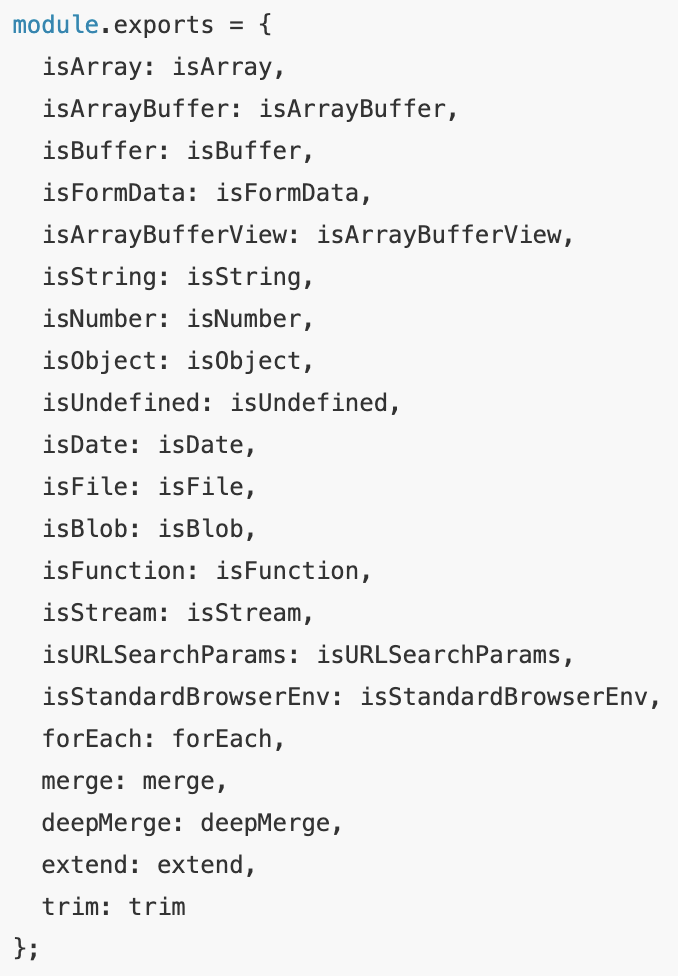 module.exports = {
  isArray: isArray,
  isArrayBuffer: isArrayBuffer,
  isBuffer: isBuffer,
  isFormData: isFormData,
  isArrayBufferView: isArrayBufferView,
  isString: isString,
  isNumber: isNumber,
  isObject: isObject,
  isUndefined: isUndefined,
  isDate: isDate,
  isFile: isFile,
  isBlob: isBlob,
  isFunction: isFunction,
  isStream: isStream,
  isURLSearchParams: isURLSearchParams,
  isStandardBrowserEnv: isStandardBrowserEnv,
  forEach: forEach,
  merge: merge,
  deepMerge: deepMerge,
  extend: extend,
  trim: trim
};